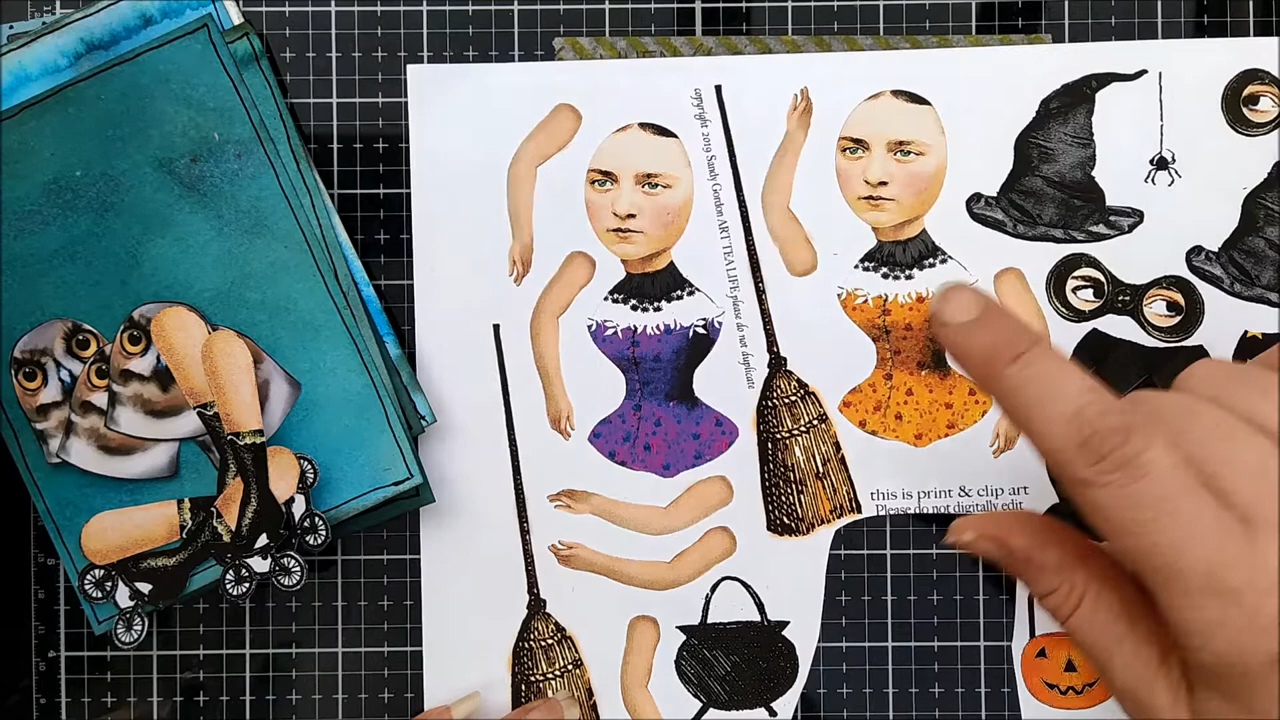 copyright 2019 Sandy Gordon ART TEA LIFE please do not duplicate
this is print & clip art
Please do not digitally edit